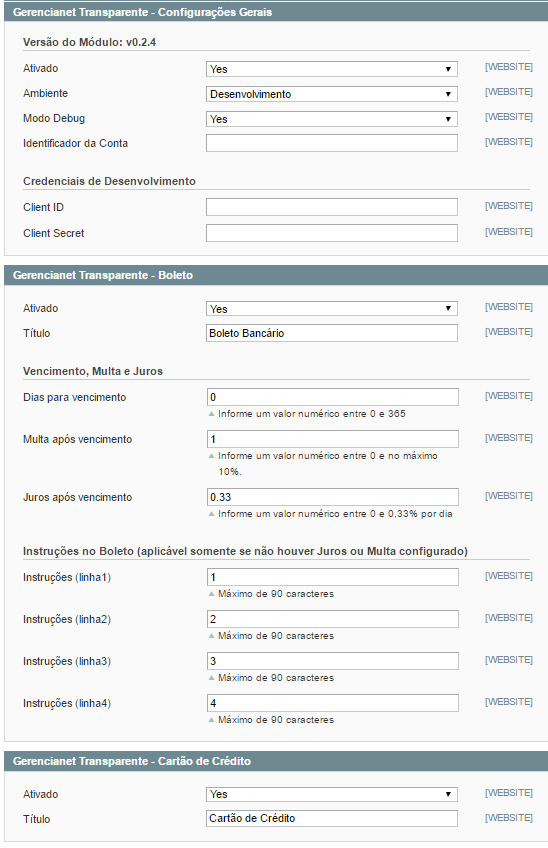 Gerencianet Transparente - Configurações Gerais
Versão do Módulo: v0.2.4
Ativado Yes [WEBSITE]
Ambiente Desenvolvimento [WEBSITE]
Modo Debug Yes [WEBSITE]
Identificador da Conta [WEBSITE]
Credenciais de Desenvolvimento
Client ID [WEBSITE]
Client Secret [WEBSITE]
Gerencianet Transparente - Boleto
Ativado Yes [WEBSITE]
Título Boleto Bancário [WEBSITE]
Vencimento, Multa e Juros
Dias para vencimento 0 [WEBSITE]
Informe um valor numérico entre 0 e 365
Multa após vencimento 1 [WEBSITE]
Informe um valor numérico entre 0 e no máximo
10%.
Juros após vencimento 0.33 [WEBSITE]
Informe um valor numérico entre 0 e 0,33% por dia
Instruções no Boleto (aplicável somente se não houver Juros ou Multa configurado)
Instruções (linha1) 1 [WEBSITE]
Máximo de 90 caracteres
Instruções (linha2) 2 [WEBSITE]
Máximo de 90 caracteres
Instruções (linha3) 3 [WEBSITE]
Máximo de 90 caracteres
Instruções (linha4) 4 [WEBSITE]
Máximo de 90 caracteres
Gerencianet Transparente - Cartão de Crédito
Ativado Yes [WEBSITE]
Título Cartão de Crédito [WEBSITE]